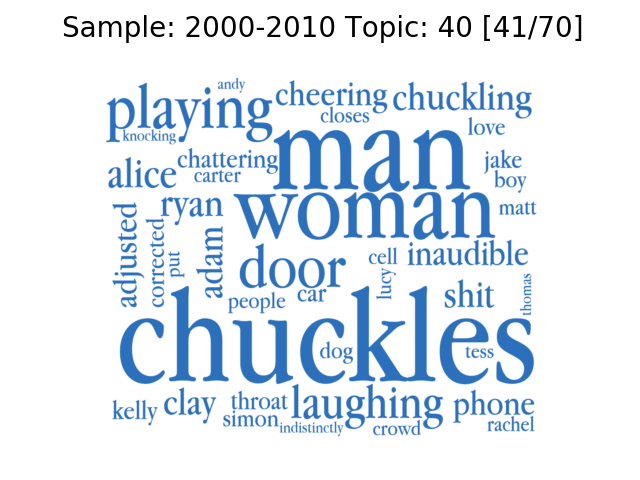 Sample: 2000-2010 Topic: 40 [41/70]
andy
playing cheering chuckling
closes
knocking love
man
chattering jake
alice carter boy
ryan woman matt
adjusted corrected put adam
door cell inaudible
lucy thomas
people car shit
chuckles
dog tess
kelly clay throat laughing phone
simon indistinctly crowd rachel